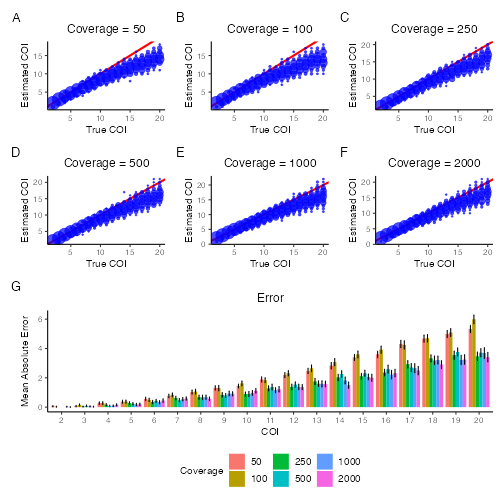 A
B
C
Coverage = 50
Coverage = 100
Coverage = 250
Estimated COI
15
10
5
5 10 15 20
True COI
Estimated COI
15
10
5
5 10 15 20
True COI
Estimated COI
20
15
10
5
5 10 15 20
True COI
D
E
F
Coverage = 500
Coverage = 1000
Coverage = 2000
Estimated COI
20
15
10
5
0
5 10 15 20
True COI
Estimated COI
20
15
10
5
0
5 10 15 20
True COI
Estimated COI
20
15
10
5
0
5 10 15 20
True COI
G
Error
Mean Absolute Error
6
4
2
0
2 3 4 5 6 7 8 9 10 11 12 13 14 15 16 17 18 19 20
COI
Coverage
50 250 1000
100 500 2000